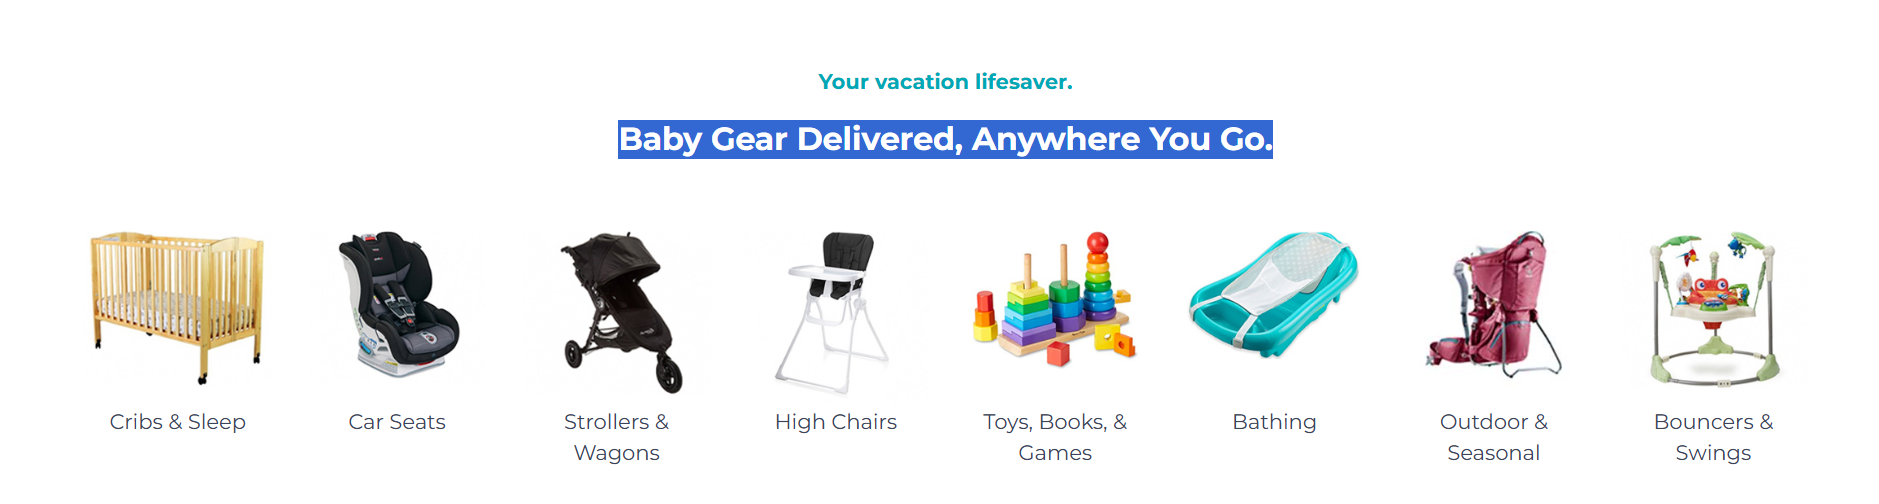 Your vacation lifesaver.
Baby Gear Delivered, Anywhere You Go.
Cribs & Sleep
Car Seats
Strollers &
Wagons
High Chairs
Toys, Books, &
Games
Bathing
Outdoor &
Seasonal
Bouncers &
Swings